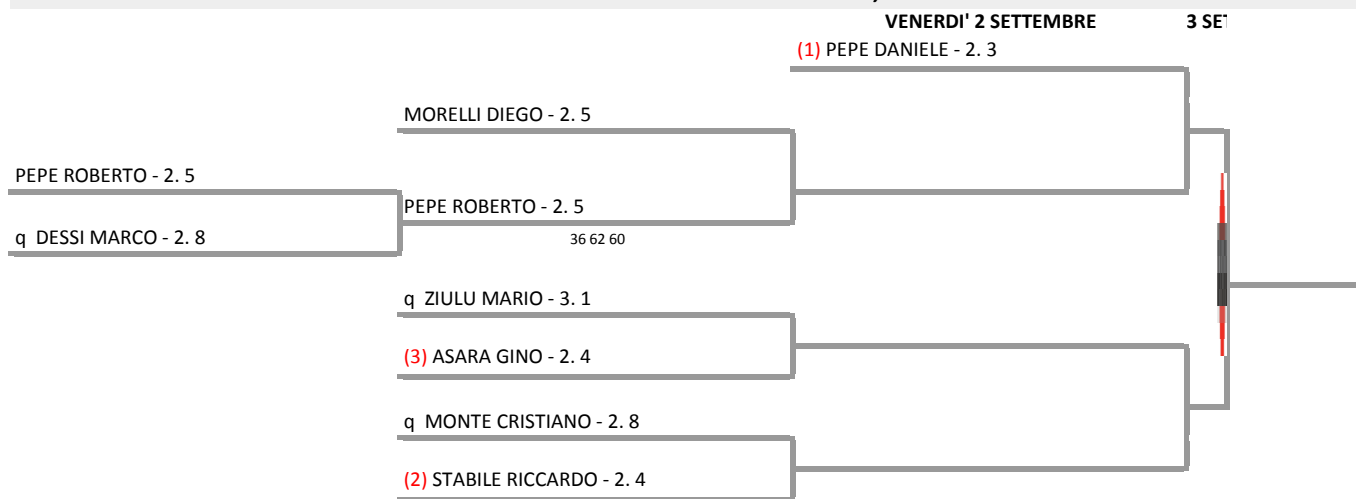 VENERDI' 2 SETTEMBRE
3 SET
(1) PEPE DANIELE - 2. 3
MORELLI DIEGO - 2. 5
PEPE ROBERTO - 2. 5
PEPE ROBERTO - 2. 5
q DESSI MARCO - 2. 8
36 62 60
q ZIULU MARIO - 3. 1
(3) ASARA GINO - 2. 4
q MONTE CRISTIANO - 2. 8
(2) STABILE RICCARDO - 2. 4